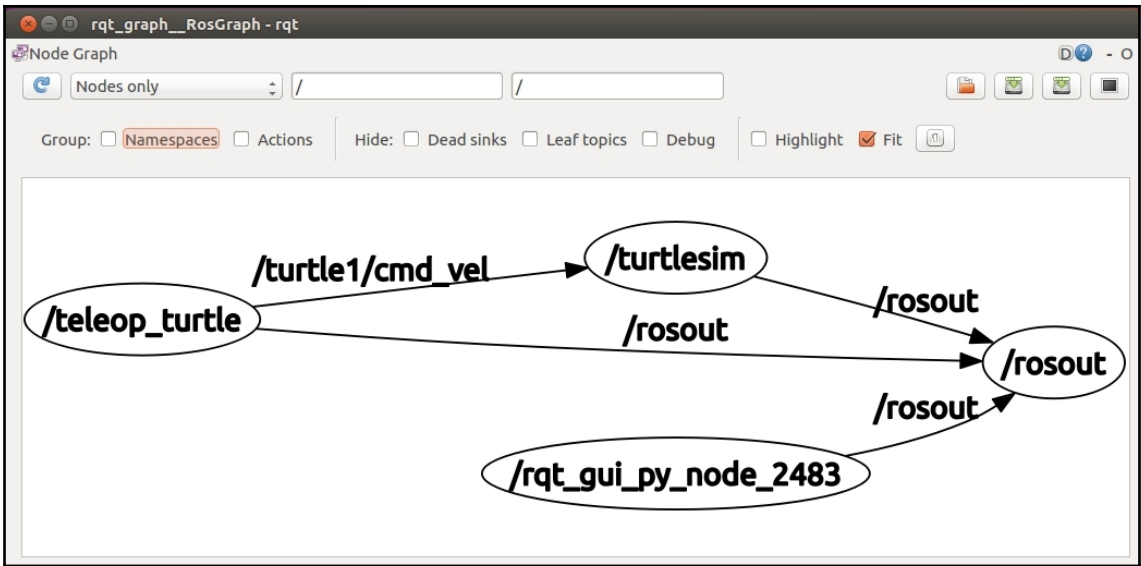 rqt_graph__RosGraph - rqt
Node Graph D ? - O
Nodes only / /
Group: Namespaces Actions Hide: Dead sinks Leaf topics Debug Highlight Fit
/turtle1/cmd_vel /turtlesim
/teleop_turtle /rosout /rosout
/rosout
/rosout
/rqt_gui_py_node_2483